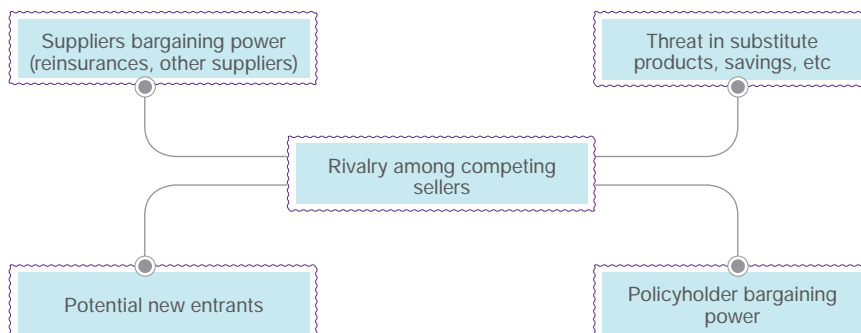 Suppliers bargaining power
(reinsurances, other suppliers)
Threat in substitute
products, savings, etc
Rivalry among competing
sellers
Potential new entrants
Policyholder bargaining
power